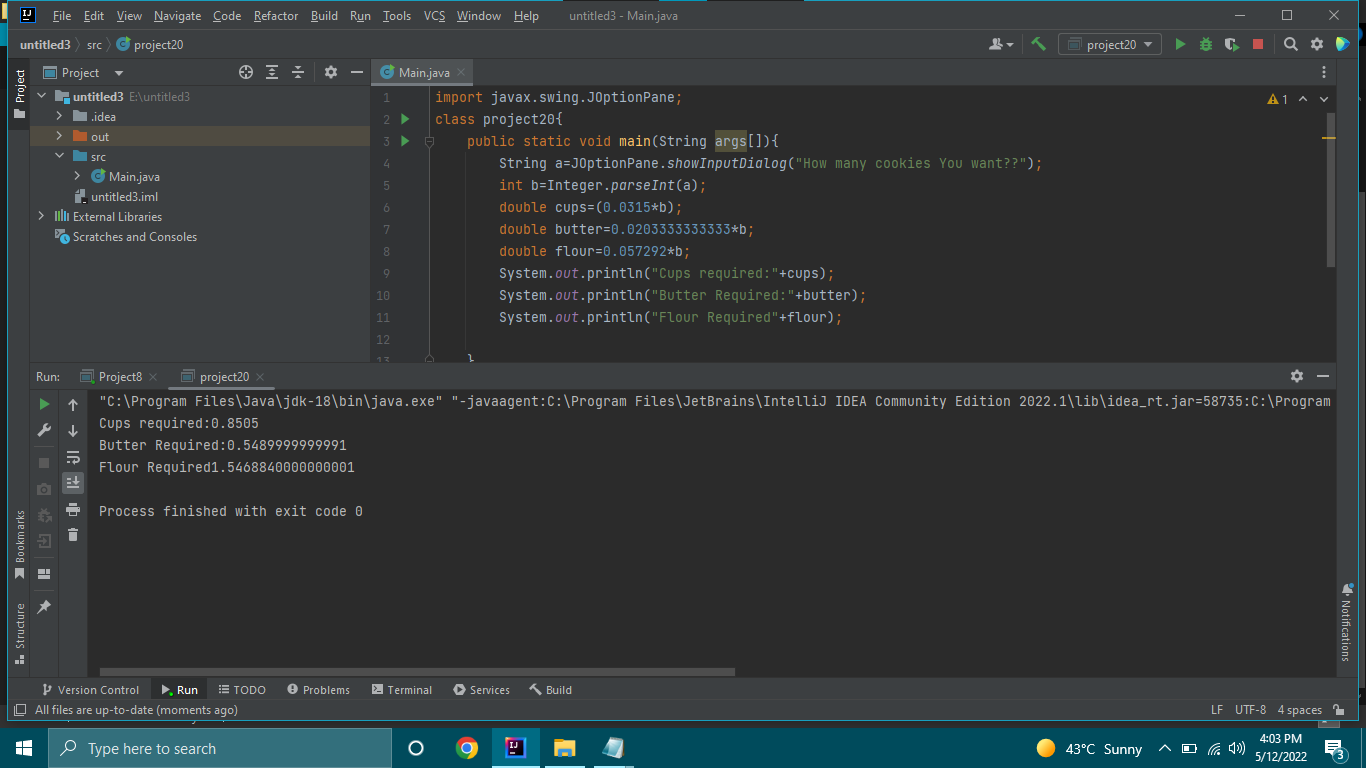 File Edit View Navigate Code Refactor Build Run Tools VCS Window Help untitled3 - Main.java
untitled3 src project20 project20
Project Main.java
Project
untitled3 E:\untitled3
.idea
out
src
Main.java
untitled3.iml
External Libraries
Scratches and Consoles
1 import javax.swing.JOptionPane;
2 class project20{
3 public static void main(String args[]){
4 String a=JOptionPane.showInputDialog("How many cookies You want??");
5 int b=Integer.parseInt(a);
6 double cups=(0.0315*b);
7 double butter=0.0203333333333*b;
8 double flour=0.057292*b;
9 System.out.println("Cups required:"+cups);
10 System.out.println("Butter Required:"+butter);
11 System.out.println("Flour Required"+flour);
12
13 }
1
Run: Project8 project20
"C:\Program Files\Java\jdk-18\bin\java.exe" "-javaagent:C:\Program Files\JetBrains\IntelliJ IDEA Community Edition 2022.1\lib\idea_rt.jar=58735:C:\Program
Cups required:0.8505
Butter Required:0.5489999999991
Flour Required1.5468840000000001
Process finished with exit code 0
Bookmarks
Structure
Notifications
Version Control Run TODO Problems Terminal Services Build
All files are up-to-date (moments ago) LF UTF-8 4 spaces
Type here to search 43°C Sunny 4:03 PM
5/12/2022
3